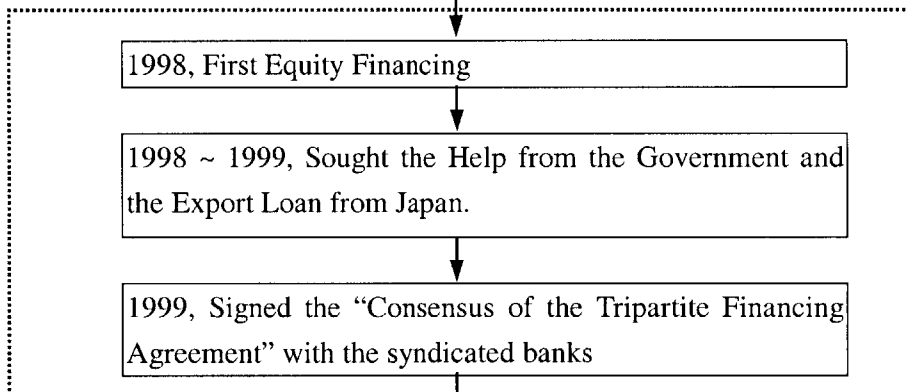 1998, First Equity Financing
1998 ~ 1999, Sought the Help from the Government and
the Export Loan from Japan.
1999, Signed the “Consensus of the Tripartite Financing
Agreement” with the syndicated banks